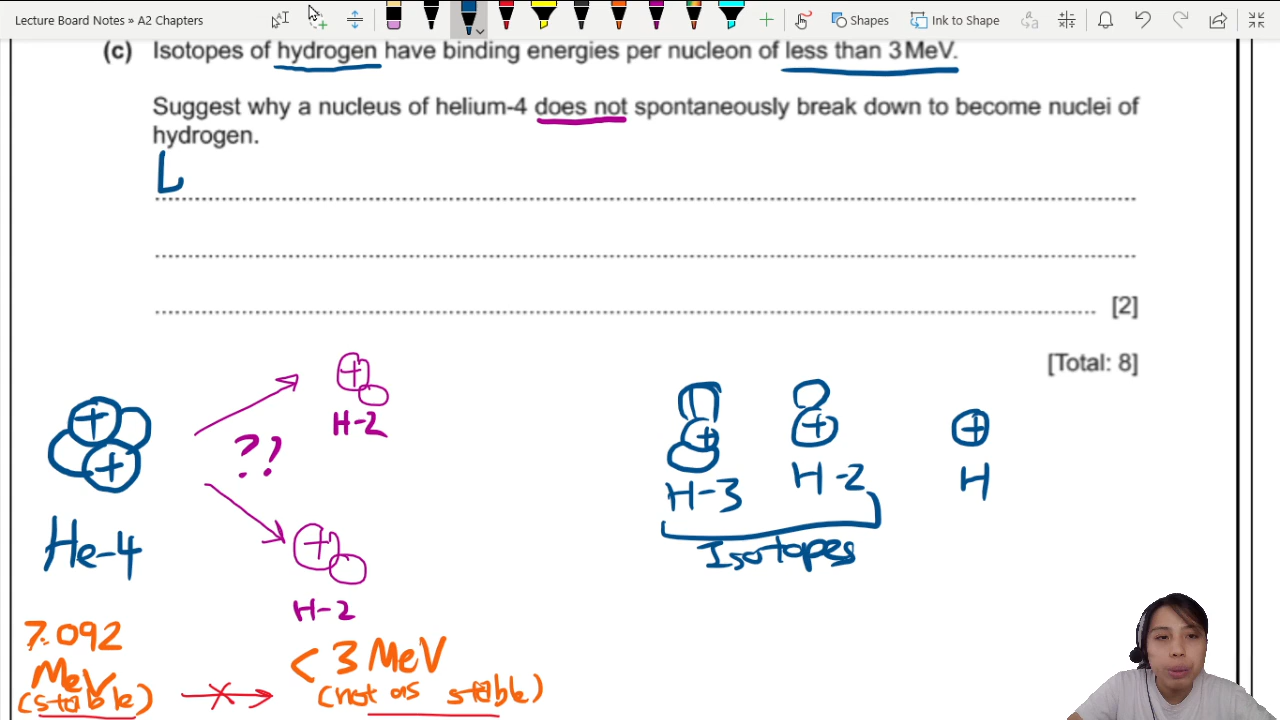 Lecture Board Notes » A2 Chapters
Shapes
Ink to Shape
(c) Isotopes of hydrogen have binding energies per nucleon of less than 3 MeV.
Suggest why a nucleus of helium-4 does not spontaneously break down to become nuclei of
hydrogen.
[2]
[Total: 8]
+
+
He-4
??
+
H-2
+
H-2
+
H-3
+
H-2
+
H
Isotopes
7.092
MeV
(stable)
< 3 MeV
(not as stable)